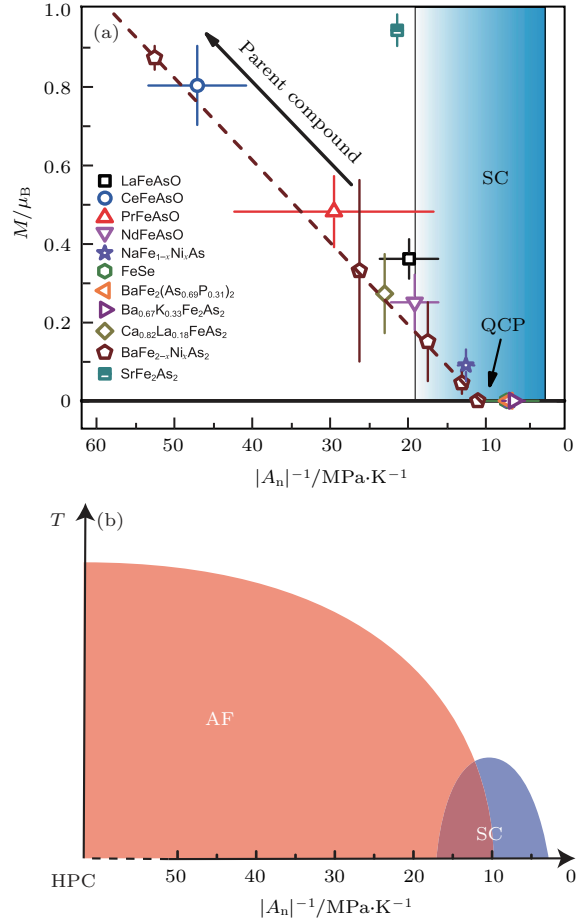 (a)
1.0
0.8
0.6
0.4
0.2
0
M/μB
Parent compound
SC
QCP
LaFeAsO
CeFeAsO
PrFeAsO
NdFeAsO
NaFe1−xNixAs
FeSe
BaFe2(As0.69P0.31)2
Ba0.67K0.33Fe2As2
Ca0.82La0.18FeAs2
BaFe2−xNixAs2
SrFe2As2
60 50 40 30 20 10 0
|An|−1/MPa·K−1
T (b)
AF
SC
HPC 50 40 30 20 10 0
|An|−1/MPa·K−1